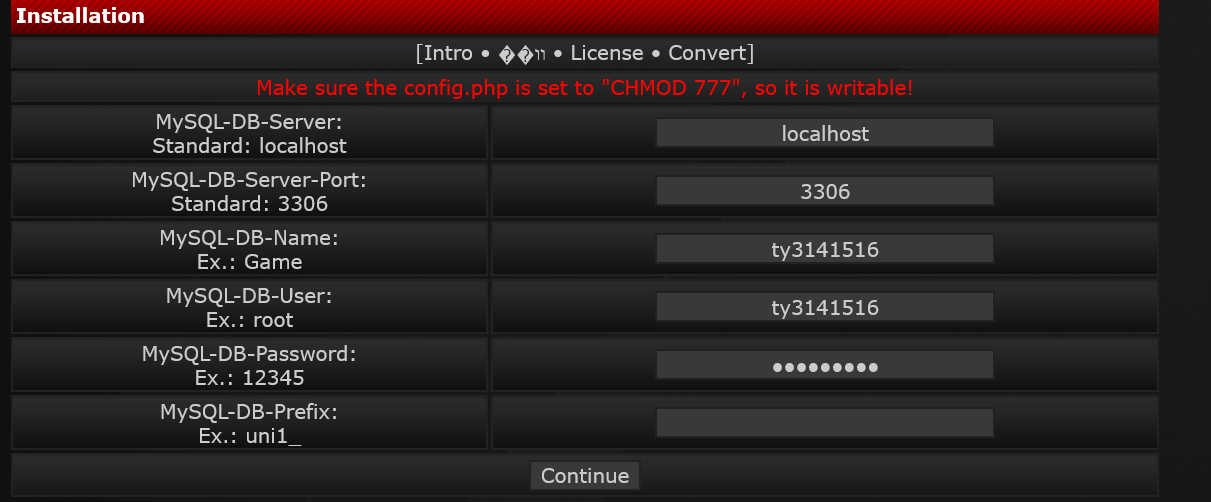 Installation
[Intro • ��װ • License • Convert]
Make sure the config.php is set to "CHMOD 777", so it is writable!
MySQL-DB-Server:
Standard: localhost
localhost
MySQL-DB-Server-Port:
Standard: 3306
3306
MySQL-DB-Name:
Ex.: Game
ty3141516
MySQL-DB-User:
Ex.: root
ty3141516
MySQL-DB-Password:
Ex.: 12345
●●●●●●●●●
MySQL-DB-Prefix:
Ex.: uni1_
Continue